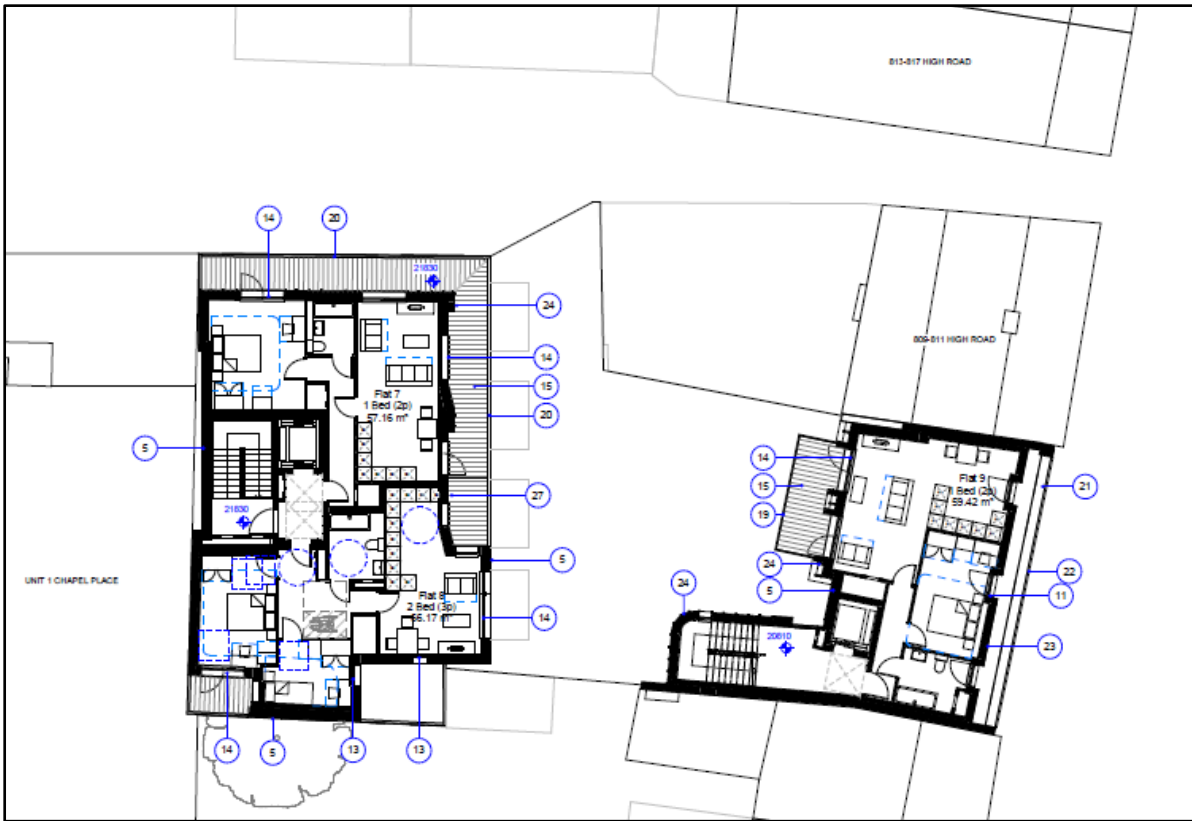 813-817 HIGH ROAD
14
20
21830
24
14
15
20
Flat 7
1 Bed (2p)
57.16 m²
5
809-811 HIGH ROAD
14
15
19
Flat 9
1 Bed (2p)
59.42 m²
21
27
21830
5
24
5
22
11
UNIT 1 CHAPEL PLACE
Flat 8
2 Bed (3p)
66.17 m²
14
24
20810
23
14
5
13
13